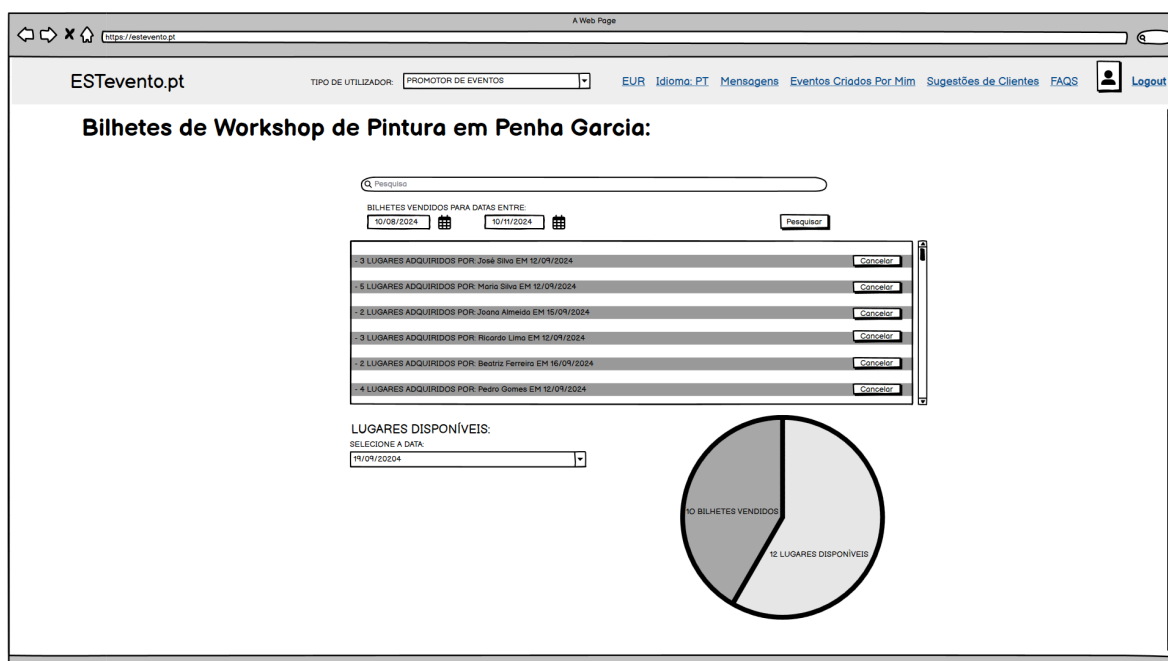 A Web Page
https://estevento.pt
ESTevento.pt TIPO DE UTILIZADOR: PROMOTOR DE EVENTOS EUR Idioma: PT Mensagens Eventos Criados Por Mim Sugestões de Clientes FAQS Logout
Bilhetes de Workshop de Pintura em Penha Garcia:
Pesquisa
BILHETES VENDIDOS PARA DATAS ENTRE:
10/08/2024 10/11/2024 Pesquisar
- 3 LUGARES ADQUIRIDOS POR: José Silva EM 12/09/2024 Cancelar
- 5 LUGARES ADQUIRIDOS POR: Maria Silva EM 12/09/2024 Cancelar
- 2 LUGARES ADQUIRIDOS POR: Joana Almeida EM 15/09/2024 Cancelar
- 3 LUGARES ADQUIRIDOS POR: Ricardo Lima EM 12/09/2024 Cancelar
- 2 LUGARES ADQUIRIDOS POR: Beatriz Ferreira EM 16/09/2024 Cancelar
- 4 LUGARES ADQUIRIDOS POR: Pedro Gomes EM 12/09/2024 Cancelar
LUGARES DISPONÍVEIS:
SELECIONE A DATA:
19/09/20204
10 BILHETES VENDIDOS
12 LUGARES DISPONÍVEIS